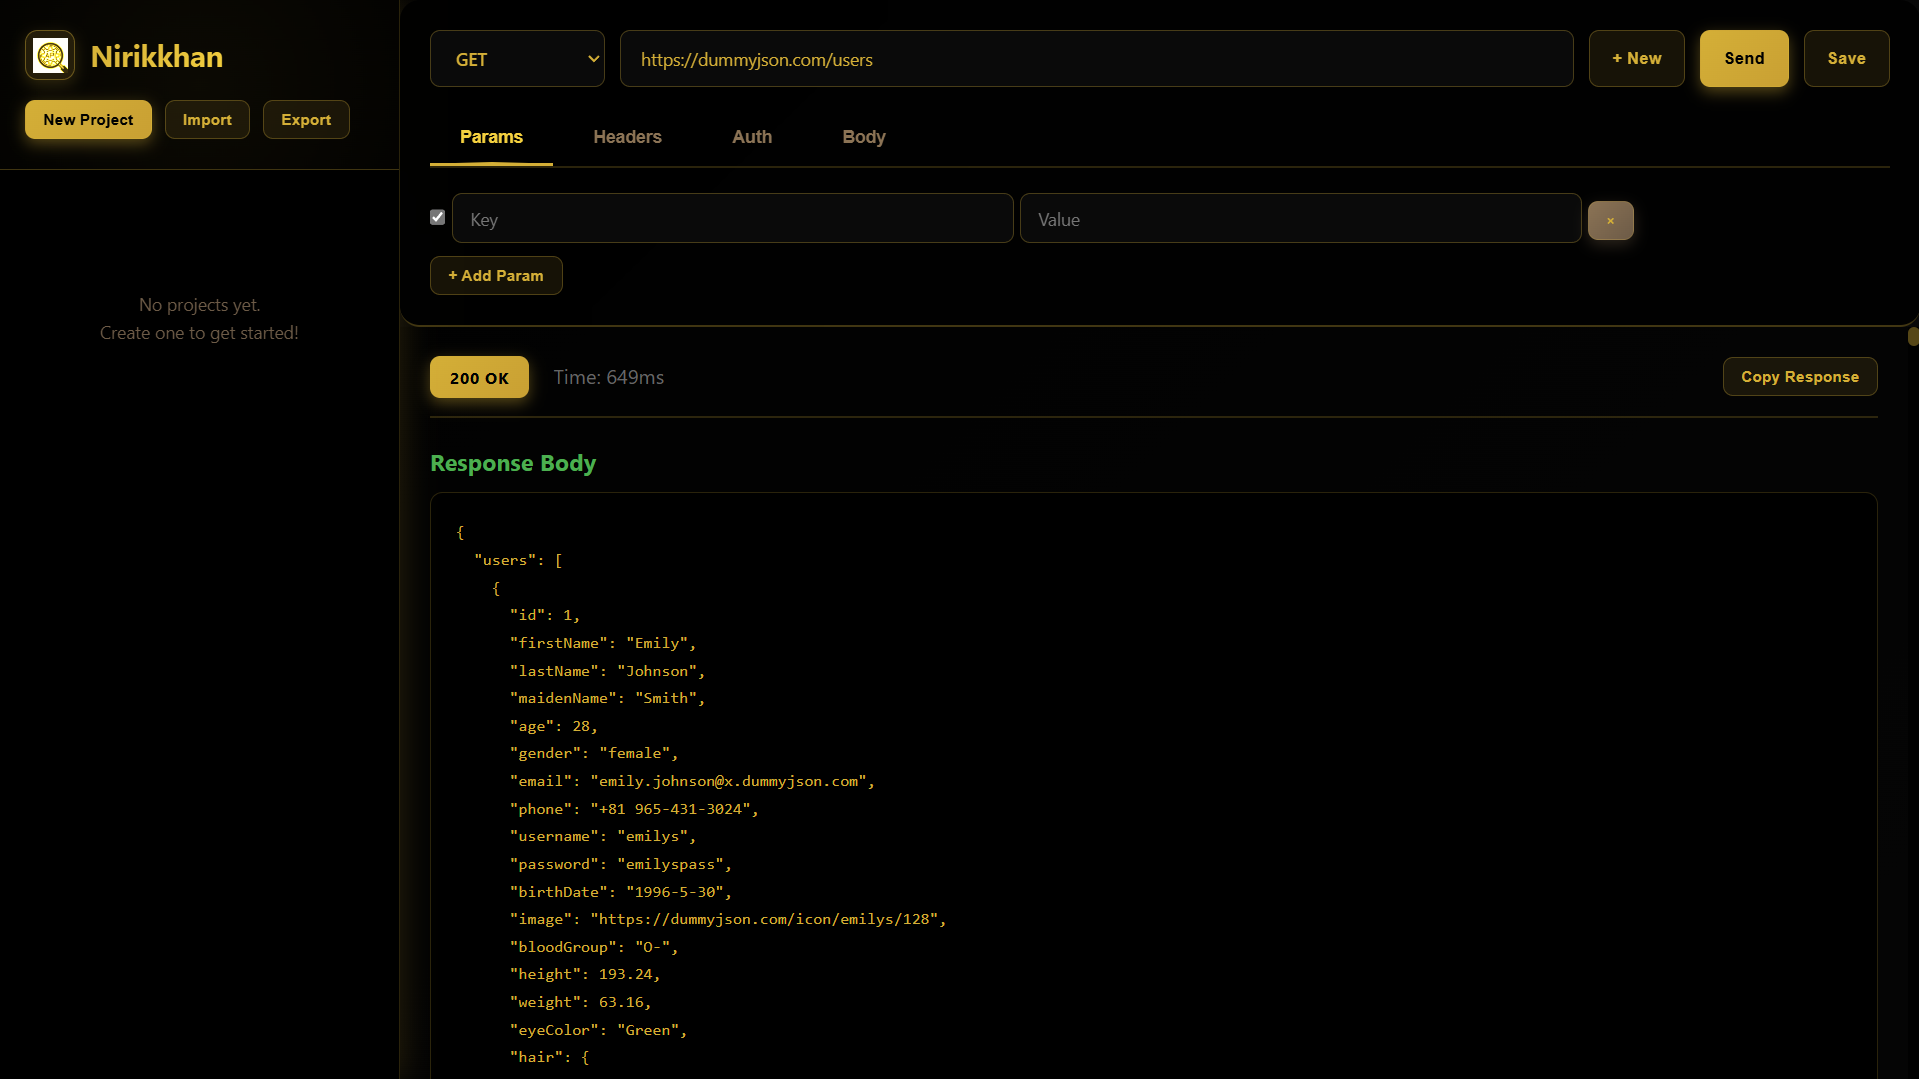 Nirikkhan
New Project
Import
Export
No projects yet.
Create one to get started!
GET
https://dummyjson.com/users
+ New
Send
Save
Params
Headers
Auth
Body
Key
Value
×
+ Add Param
200 OK
Time: 649ms
Copy Response
Response Body
{
"users": [
{
"id": 1,
"firstName": "Emily",
"lastName": "Johnson",
"maidenName": "Smith",
"age": 28,
"gender": "female",
"email": "emily.johnson@x.dummyjson.com",
"phone": "+81 965-431-3024",
"username": "emilys",
"password": "emilyspass",
"birthDate": "1996-5-30",
"image": "https://dummyjson.com/icon/emilys/128",
"bloodGroup": "O-",
"height": 193.24,
"weight": 63.16,
"eyeColor": "Green",
"hair": {